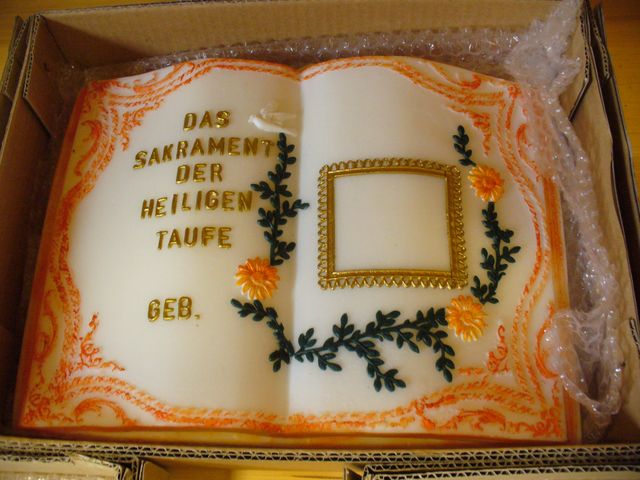 DAS
SAKRAMENT
DER
HEILIGEN
TAUFE
GEB.